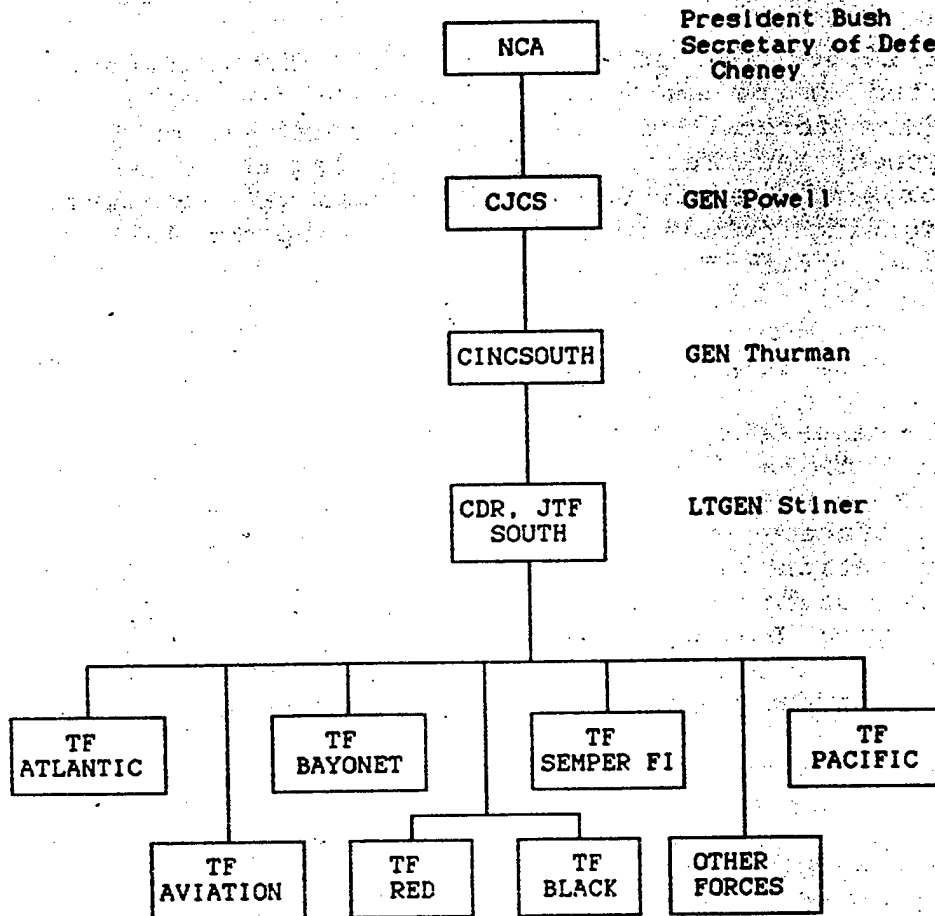 NCA
President Bush
Secretary of Defe
Cheney
CJCS
GEN Powell
CINCSOUTH
GEN Thurman
CDR, JTF
SOUTH
LTGEN Stiner
TF
ATLANTIC
TF
BAYONET
TF
SEMPER FI
TF
PACIFIC
TF
AVIATION
TF
RED
TF
BLACK
OTHER
FORCES